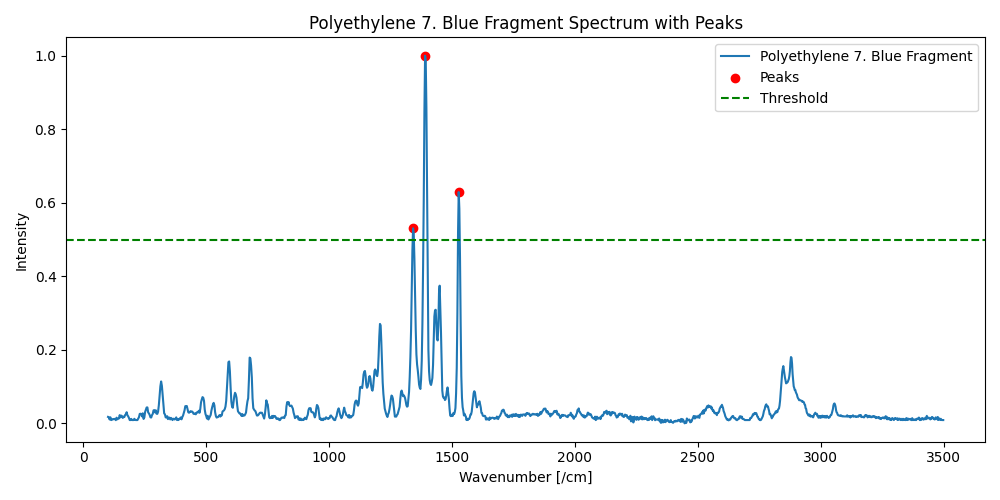 Polyethylene 7. Blue Fragment Spectrum with Peaks
Polyethylene 7. Blue Fragment
Peaks
Threshold
Intensity
1.0
0.8
0.6
0.4
0.2
0.0
0 500 1000 1500 2000 2500 3000 3500
Wavenumber [/cm]